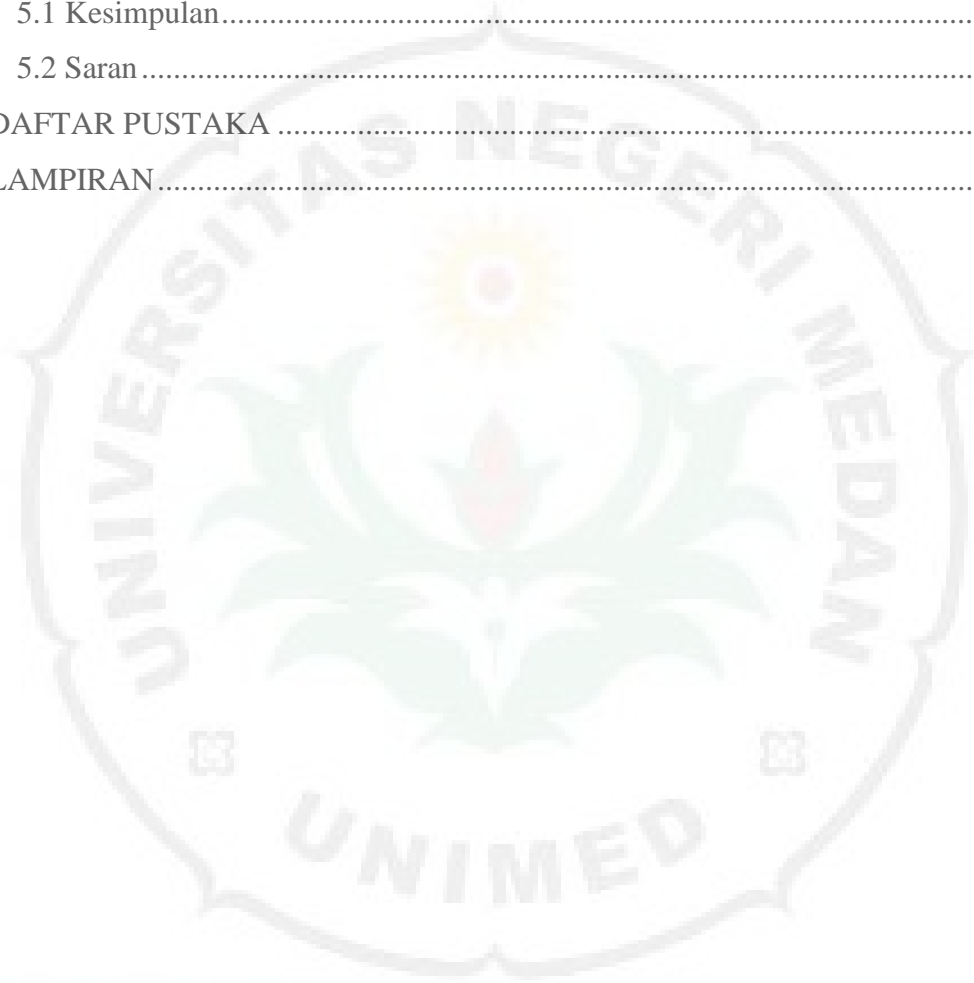 5.1 Kesimpulan........................................................................................................
5.2 Saran..................................................................................................................
DAFTAR PUSTAKA...............................................................................................
LAMPIRAN..............................................................................................................
UNIVERSITAS NEGERI MEDAN
UNIMED